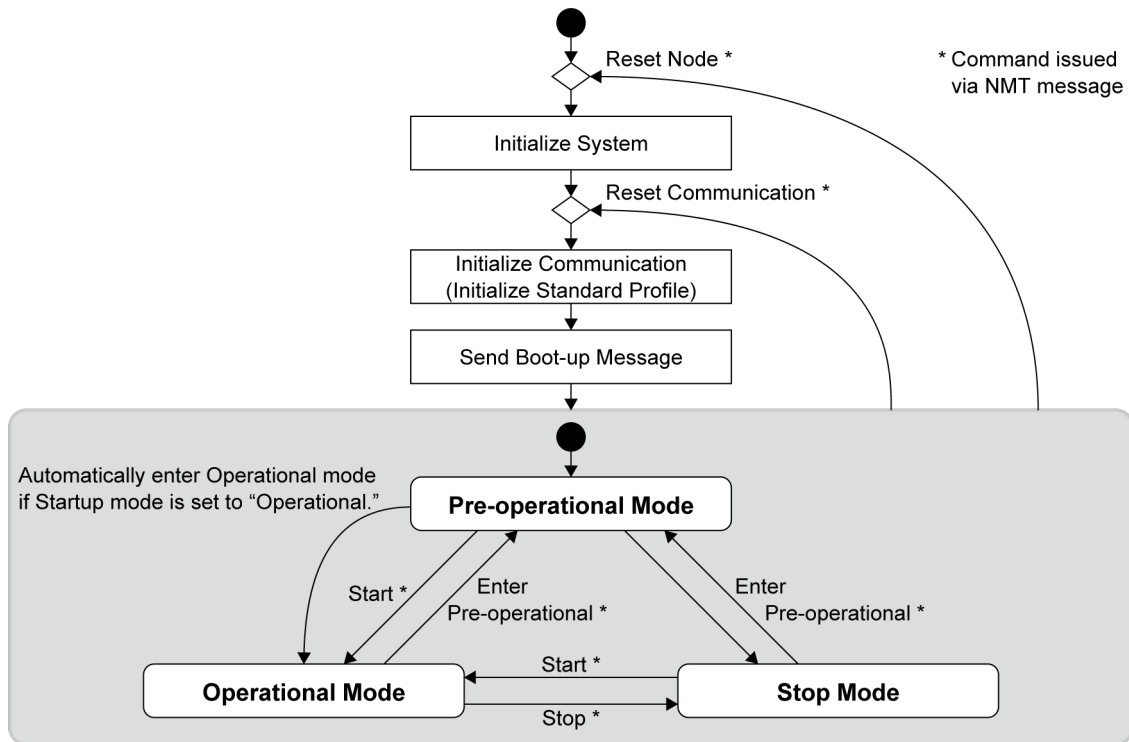 Reset Node *
* Command issued
via NMT message
Initialize System
Reset Communication *
Initialize Communication
(Initialize Standard Profile)
Send Boot-up Message
Automatically enter Operational mode
if Startup mode is set to “Operational.”
Pre-operational Mode
Start *
Enter
Pre-operational *
Enter
Pre-operational *
Operational Mode
Start *
Stop *
Stop Mode